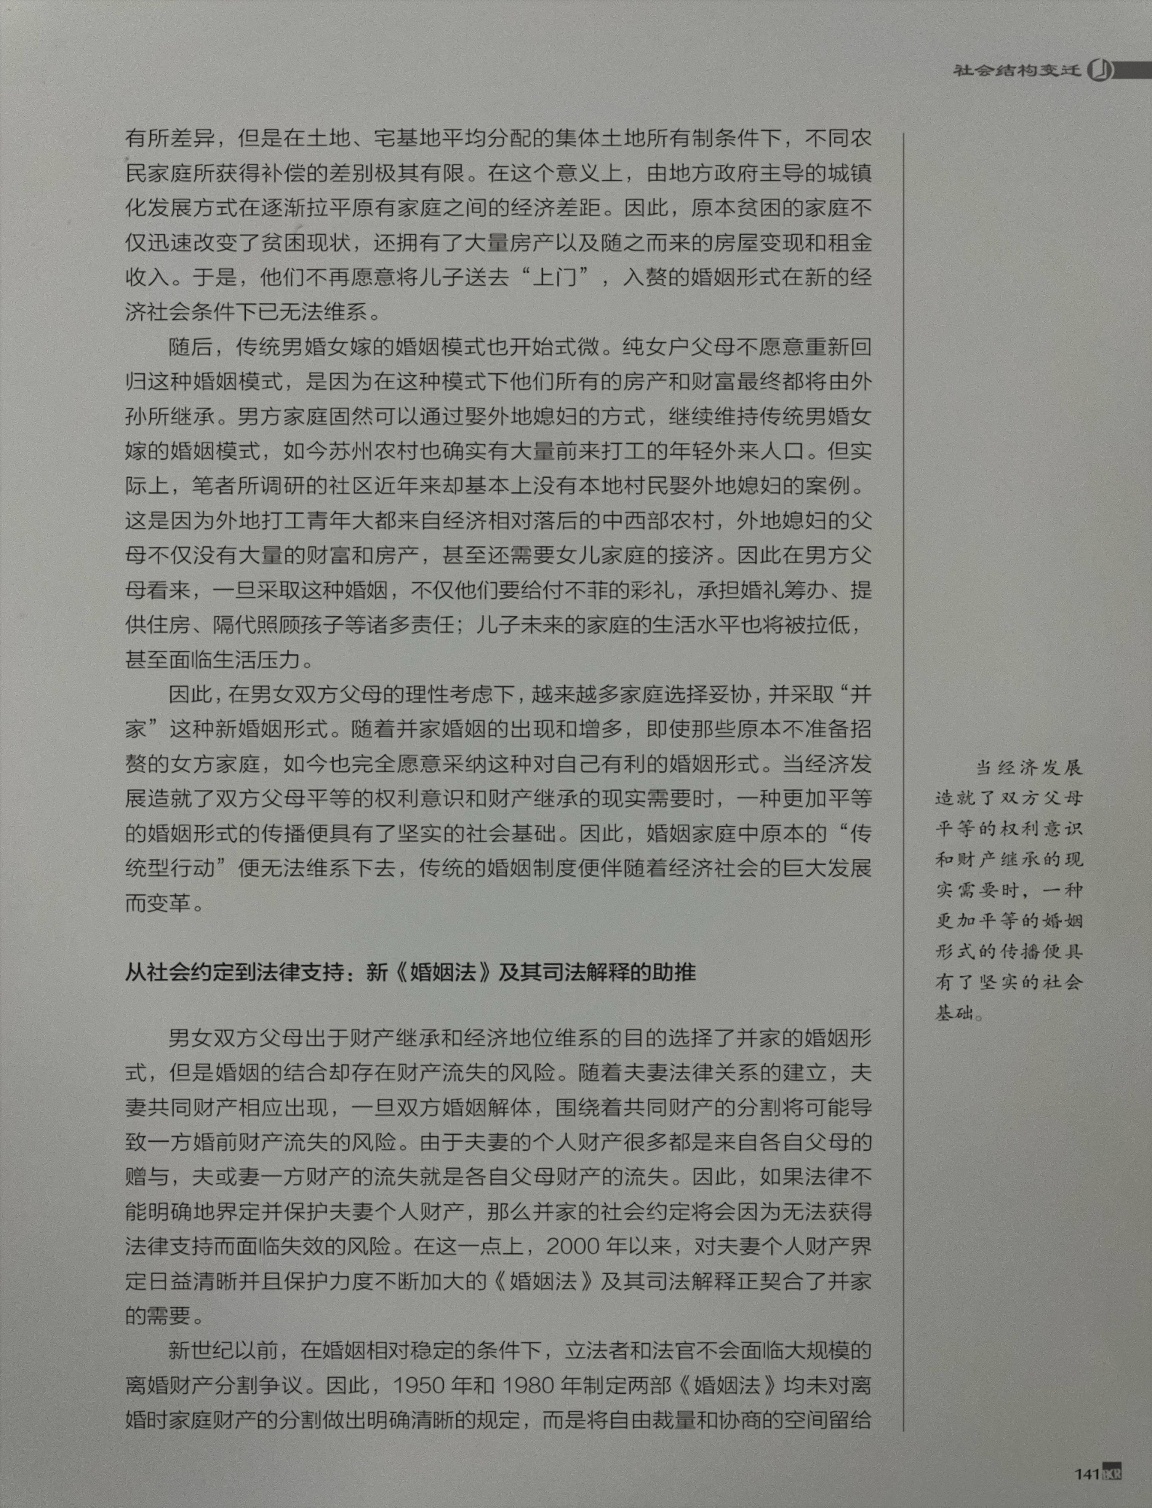 社会结构变迁
有所差异，但是在土地、宅基地平均分配的集体土地所有制条件下，不同农
民家庭所获得补偿的差别极其有限。在这个意义上，由地方政府主导的城镇
化发展方式在逐渐拉平原有家庭之间的经济差距。因此，原本贫困的家庭不
仅迅速改变了贫困现状，还拥有了大量房产以及随之而来的房屋变现和租金
收入。于是，他们不再愿意将儿子送去“上门”，入赘的婚姻形式在新的经
济社会条件下已无法维系。
随后，传统男婚女嫁的婚姻模式也开始式微。纯女户父母不愿意重新回
归这种婚姻模式，是因为在这种模式下他们所有的房产和财富最终都将由外
孙所继承。男方家庭固然可以通过娶外地媳妇的方式，继续维持传统男婚女
嫁的婚姻模式，如今苏州农村也确实有大量前来打工的年轻外来人口。但实
际上，笔者所调研的社区近年来却基本上没有本地村民娶外地媳妇的案例。
这是因为外地打工青年大都来自经济相对落后的中西部农村，外地媳妇的父
母不仅没有大量的财富和房产，甚至还需要女儿家庭的接济。因此在男方父
母看来，一旦采取这种婚姻，不仅他们要给付不菲的彩礼，承担婚礼筹办、提
供住房、隔代照顾孩子等诸多责任；儿子未来的家庭的生活水平也将被拉低，
甚至面临生活压力。
因此，在男女双方父母的理性考虑下，越来越多家庭选择妥协，并采取“并
家”这种新婚姻形式。随着并家婚姻的出现和增多，即使那些原本不准备招
赘的女方家庭，如今也完全愿意采纳这种对自己有利的婚姻形式。当经济发
展造就了双方父母平等的权利意识和财产继承的现实需要时，一种更加平等
的婚姻形式的传播便具有了坚实的社会基础。因此，婚姻家庭中原本的“传
统型行动”便无法维系下去，传统的婚姻制度便伴随着经济社会的巨大发展
而变革。
从社会约定到法律支持：新《婚姻法》及其司法解释的助推
男女双方父母出于财产继承和经济地位维系的目的选择了并家的婚姻形
式，但是婚姻的结合却存在财产流失的风险。随着夫妻法律关系的建立，夫
妻共同财产相应出现，一旦双方婚姻解体，围绕着共同财产的分割将可能导
致一方婚前财产流失的风险。由于夫妻的个人财产很多都是来自各自父母的
赠与，夫或妻一方财产的流失就是各自父母财产的流失。因此，如果法律不
能明确地界定并保护夫妻个人财产，那么并家的社会约定将会因为无法获得
法律支持而面临失效的风险。在这一点上，2000 年以来，对夫妻个人财产界
定日益清晰并且保护力度不断加大的《婚姻法》及其司法解释正契合了并家
的需要。
新世纪以前，在婚姻相对稳定的条件下，立法者和法官不会面临大规模的
离婚财产分割争议。因此，1950 年和 1980 年制定两部《婚姻法》均未对离
婚时家庭财产的分割做出明确清晰的规定，而是将自由裁量和协商的空间留给
当经济发展
造就了双方父母
平等的权利意识
和财产继承的现
实需要时，一种
更加平等的婚姻
形式的传播便具
有了坚实的社会
基础。
141